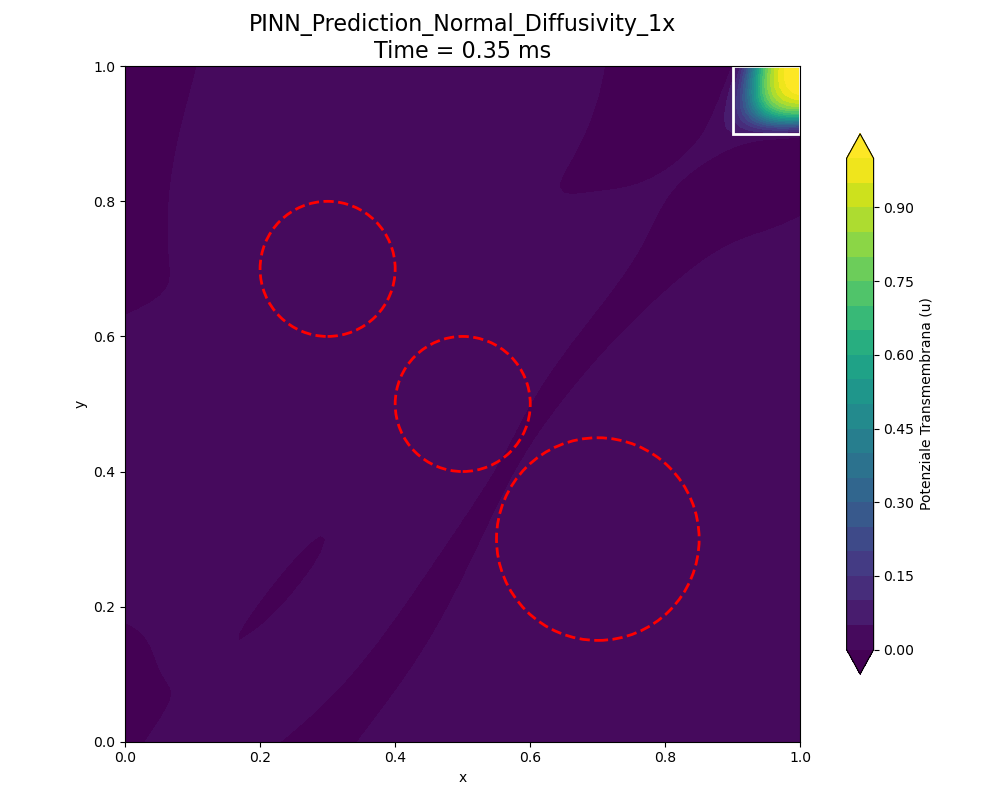 PINN_Prediction_Normal_Diffusivity_1x
Time = 0.35 ms
1.0
0.8
0.6
0.4
0.2
0.0
y
0.0 0.2 0.4 0.6 0.8 1.0
x
0.90
0.75
0.60
0.45
0.30
0.15
0.00
Potenziale Transmembrana (u)